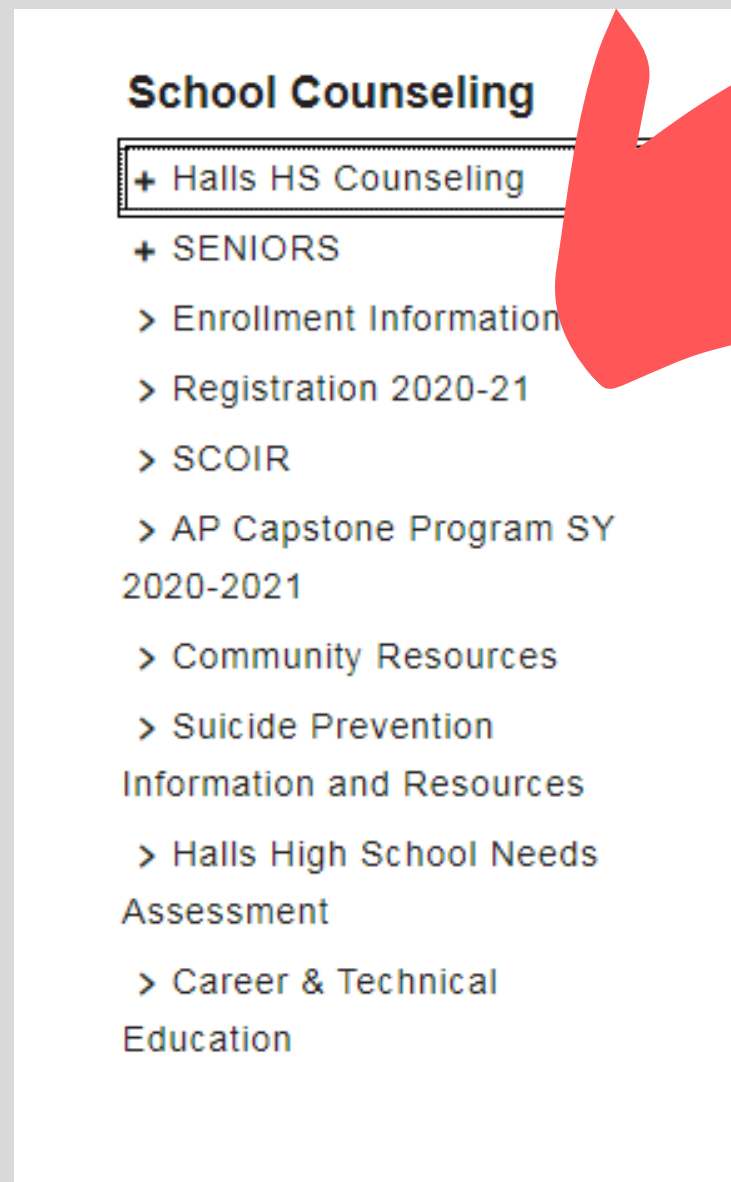 School Counseling
+ Halls HS Counseling
+ SENIORS
> Enrollment Information
> Registration 2020-21
> SCOIR
> AP Capstone Program SY
2020-2021
> Community Resources
> Suicide Prevention
Information and Resources
> Halls High School Needs
Assessment
> Career & Technical
Education